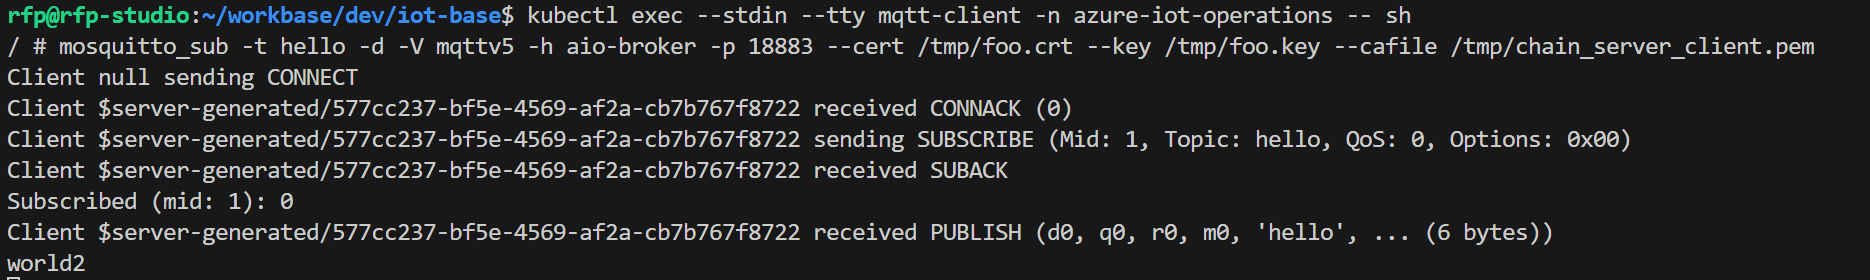 rfp@rfp-studio:~/workbase/dev/iot-base$ kubectl exec --stdin --tty mqtt-client -n azure-iot-operations -- sh
/ # mosquitto_sub -t hello -d -V mqttv5 -h aio-broker -p 18883 --cert /tmp/foo.crt --key /tmp/foo.key --cafile /tmp/chain_server_client.pem
Client null sending CONNECT
Client $server-generated/577cc237-bf5e-4569-af2a-cb7b767f8722 received CONNACK (0)
Client $server-generated/577cc237-bf5e-4569-af2a-cb7b767f8722 sending SUBSCRIBE (Mid: 1, Topic: hello, QoS: 0, Options: 0x00)
Client $server-generated/577cc237-bf5e-4569-af2a-cb7b767f8722 received SUBACK
Subscribed (mid: 1): 0
Client $server-generated/577cc237-bf5e-4569-af2a-cb7b767f8722 received PUBLISH (d0, q0, r0, m0, 'hello', ... (6 bytes))
world2